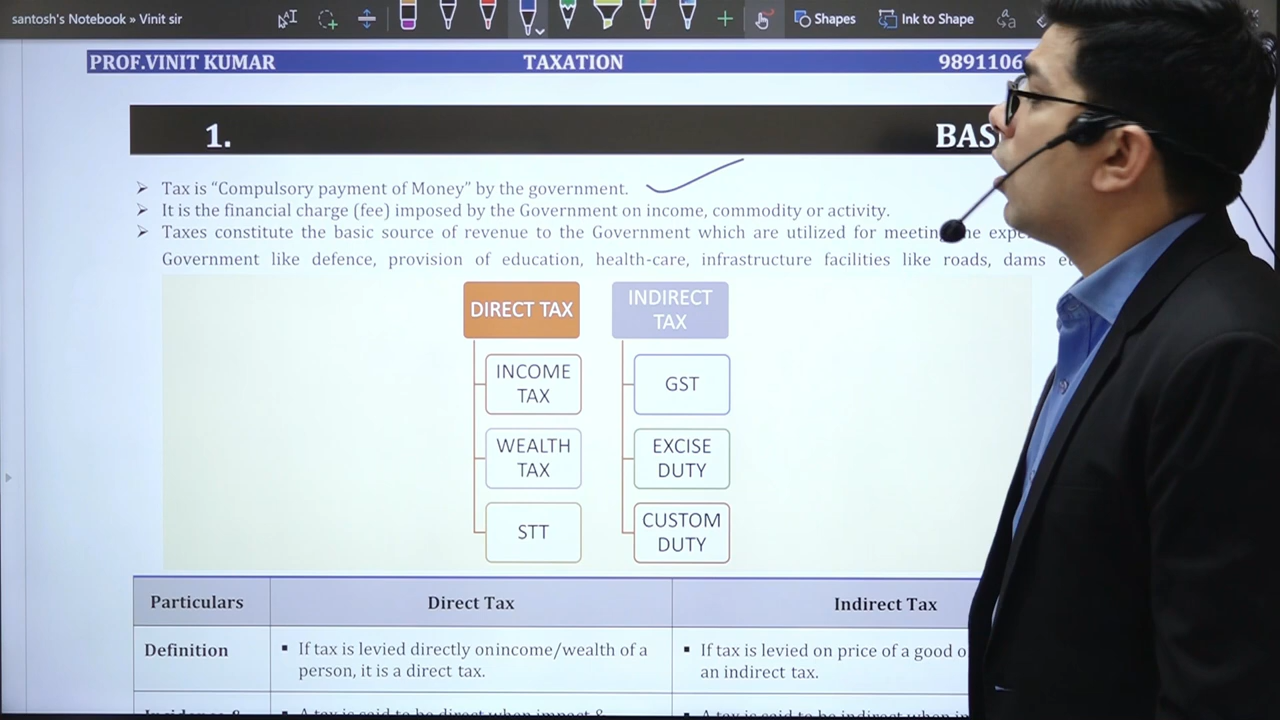 santosh's Notebook » Vinit sir
Shapes
Ink to Shape
PROF.VINIT KUMAR TAXATION 9891106
1.
Tax is “Compulsory payment of Money” by the government.
It is the financial charge (fee) imposed by the Government on income, commodity or activity.
Taxes constitute the basic source of revenue to the Government which are utilized for meeting
Government like defence, provision of education, health-care, infrastructure facilities like roads, dams
DIRECT TAX
INCOME
TAX
WEALTH
TAX
STT
INDIRECT
TAX
GST
EXCISE
DUTY
CUSTOM
DUTY
Particulars Direct Tax Indirect Tax
Definition
▪ If tax is levied directly onincome/wealth of a
person, it is a direct tax.
▪ If tax is levied on price of a good
an indirect tax.